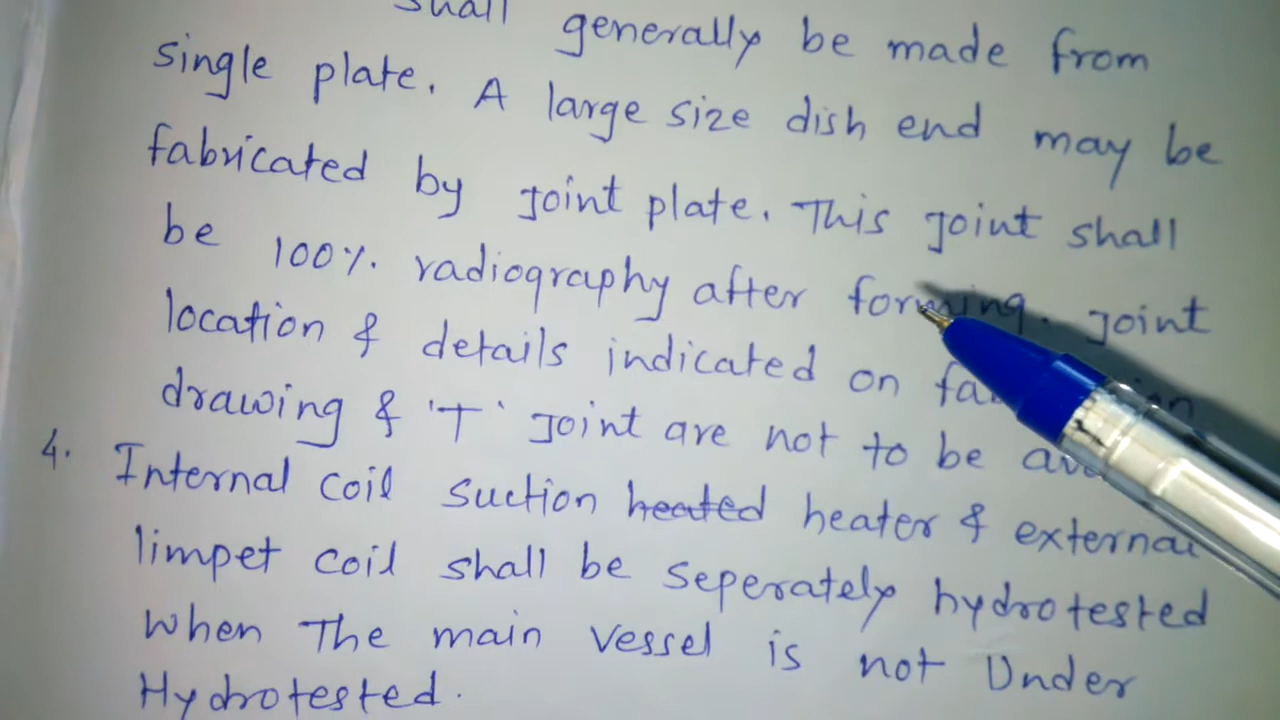 shall generally be made from
single plate. A large size dish end may be
fabricated by joint plate. This joint shall
be 100%. radiography after forming. joint
location & details indicated on
drawing & 'T' joint are not to be
4. Internal coil suction heated heater & external
limpet coil shall be seperately hydrotested
when The main vessel is not Under
Hydrotested.